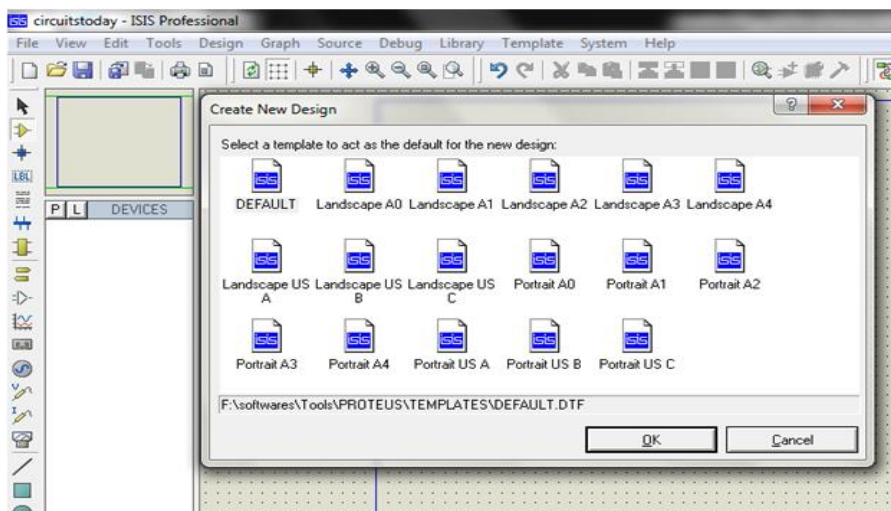 isis circuitstoday - ISIS Professional
File View Edit Tools Design Graph Source Debug Library Template System Help
Create New Design
Select a template to act as the default for the new design:
DEFAULT Landscape A0 Landscape A1 Landscape A2 Landscape A3 Landscape A4
Landscape US A Landscape US B Landscape US C Portrait A0 Portrait A1 Portrait A2
Portrait A3 Portrait A4 Portrait US A Portrait US B Portrait US C
F:\softwares\Tools\PROTEUS\TEMPLATES\DEFAULT.DTF
OK Cancel
LBL
P L DEVICES